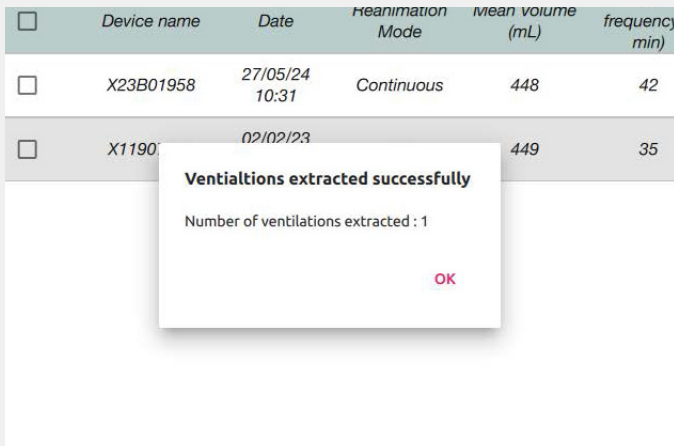 Device name Date Reanimation Mode Mean Volume (mL) frequency min)
X23B01958 27/05/24 10:31 Continuous 448 42
02/02/23 449 35
Ventialtions extracted successfully
Number of ventilations extracted : 1
OK